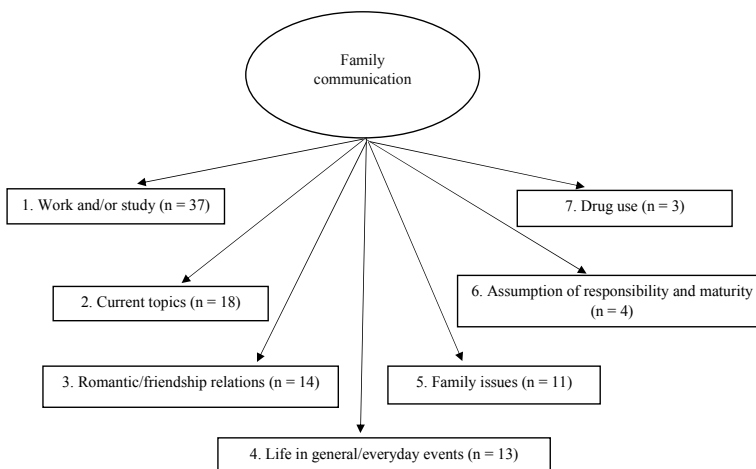 Family
communication
1. Work and/or study (n = 37)
7. Drug use (n = 3)
2. Current topics (n = 18)
6. Assumption of responsibility and maturity
(n = 4)
3. Romantic/friendship relations (n = 14)
5. Family issues (n = 11)
4. Life in general/everyday events (n = 13)